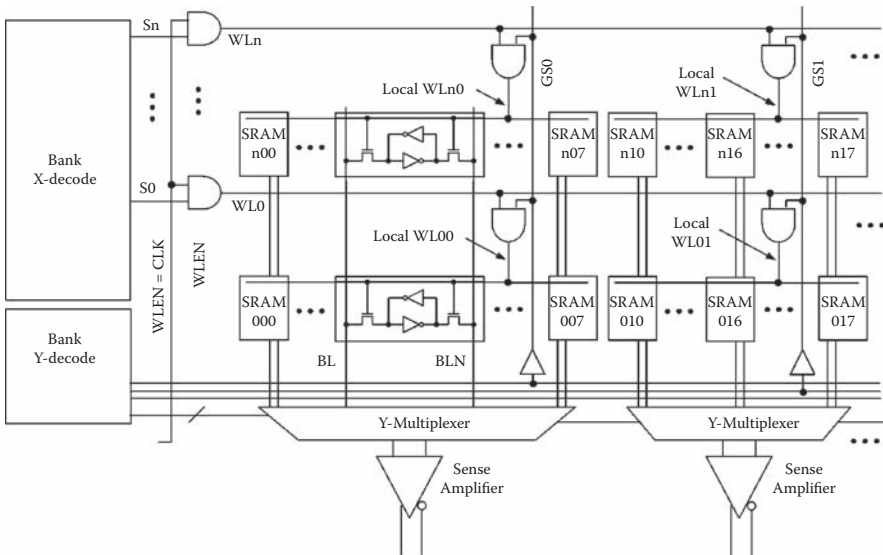 Sn
WLn
GS0
GS1
Local WLn0
Local
WLn1
Bank
X-decode
SRAM
n00
SRAM
n07
SRAM
n10
SRAM
n16
SRAM
n17
S0
WL0
Local WL00
Local
WL01
WLEN = CLK
WLEN
SRAM
000
SRAM
007
SRAM
010
SRAM
016
SRAM
017
Bank
Y-decode
BL
BLN
Y-Multiplexer
Y-Multiplexer
Sense
Amplifier
Sense
Amplifier